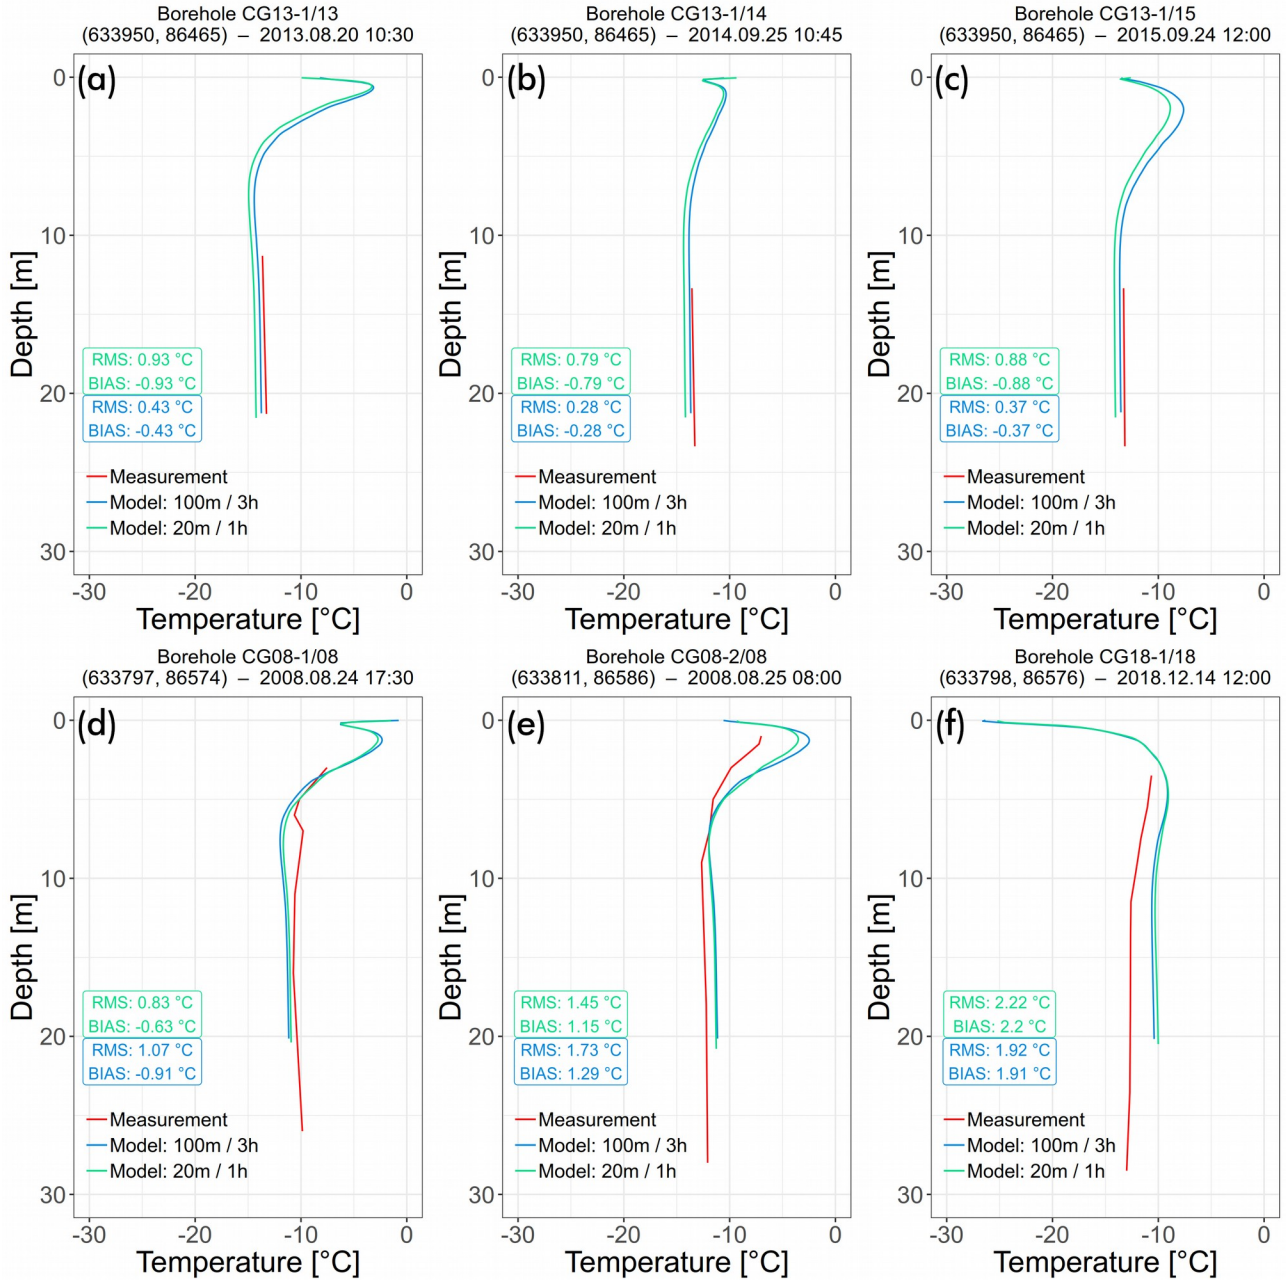 Borehole CG13-1/13
(633950, 86465) – 2013.08.20 10:30
(a)
0
10
20
30
Depth [m]
RMS: 0.93 °C
BIAS: -0.93 °C
RMS: 0.43 °C
BIAS: -0.43 °C
Measurement
Model: 100m / 3h
Model: 20m / 1h
-30 -20 -10 0
Temperature [°C]
Borehole CG13-1/14
(633950, 86465) – 2014.09.25 10:45
(b)
0
10
20
30
Depth [m]
RMS: 0.79 °C
BIAS: -0.79 °C
RMS: 0.28 °C
BIAS: -0.28 °C
Measurement
Model: 100m / 3h
Model: 20m / 1h
-30 -20 -10 0
Temperature [°C]
Borehole CG13-1/15
(633950, 86465) – 2015.09.24 12:00
(c)
0
10
20
30
Depth [m]
RMS: 0.88 °C
BIAS: -0.88 °C
RMS: 0.37 °C
BIAS: -0.37 °C
Measurement
Model: 100m / 3h
Model: 20m / 1h
-30 -20 -10 0
Temperature [°C]
Borehole CG08-1/08
(633797, 86574) – 2008.08.24 17:30
(d)
0
10
20
30
Depth [m]
RMS: 0.83 °C
BIAS: -0.63 °C
RMS: 1.07 °C
BIAS: -0.91 °C
Measurement
Model: 100m / 3h
Model: 20m / 1h
-30 -20 -10 0
Temperature [°C]
Borehole CG08-2/08
(633811, 86586) – 2008.08.25 08:00
(e)
0
10
20
30
Depth [m]
RMS: 1.45 °C
BIAS: 1.15 °C
RMS: 1.73 °C
BIAS: 1.29 °C
Measurement
Model: 100m / 3h
Model: 20m / 1h
-30 -20 -10 0
Temperature [°C]
Borehole CG18-1/18
(633798, 86576) – 2018.12.14 12:00
(f)
0
10
20
30
Depth [m]
RMS: 2.22 °C
BIAS: 2.2 °C
RMS: 1.92 °C
BIAS: 1.91 °C
Measurement
Model: 100m / 3h
Model: 20m / 1h
-30 -20 -10 0
Temperature [°C]